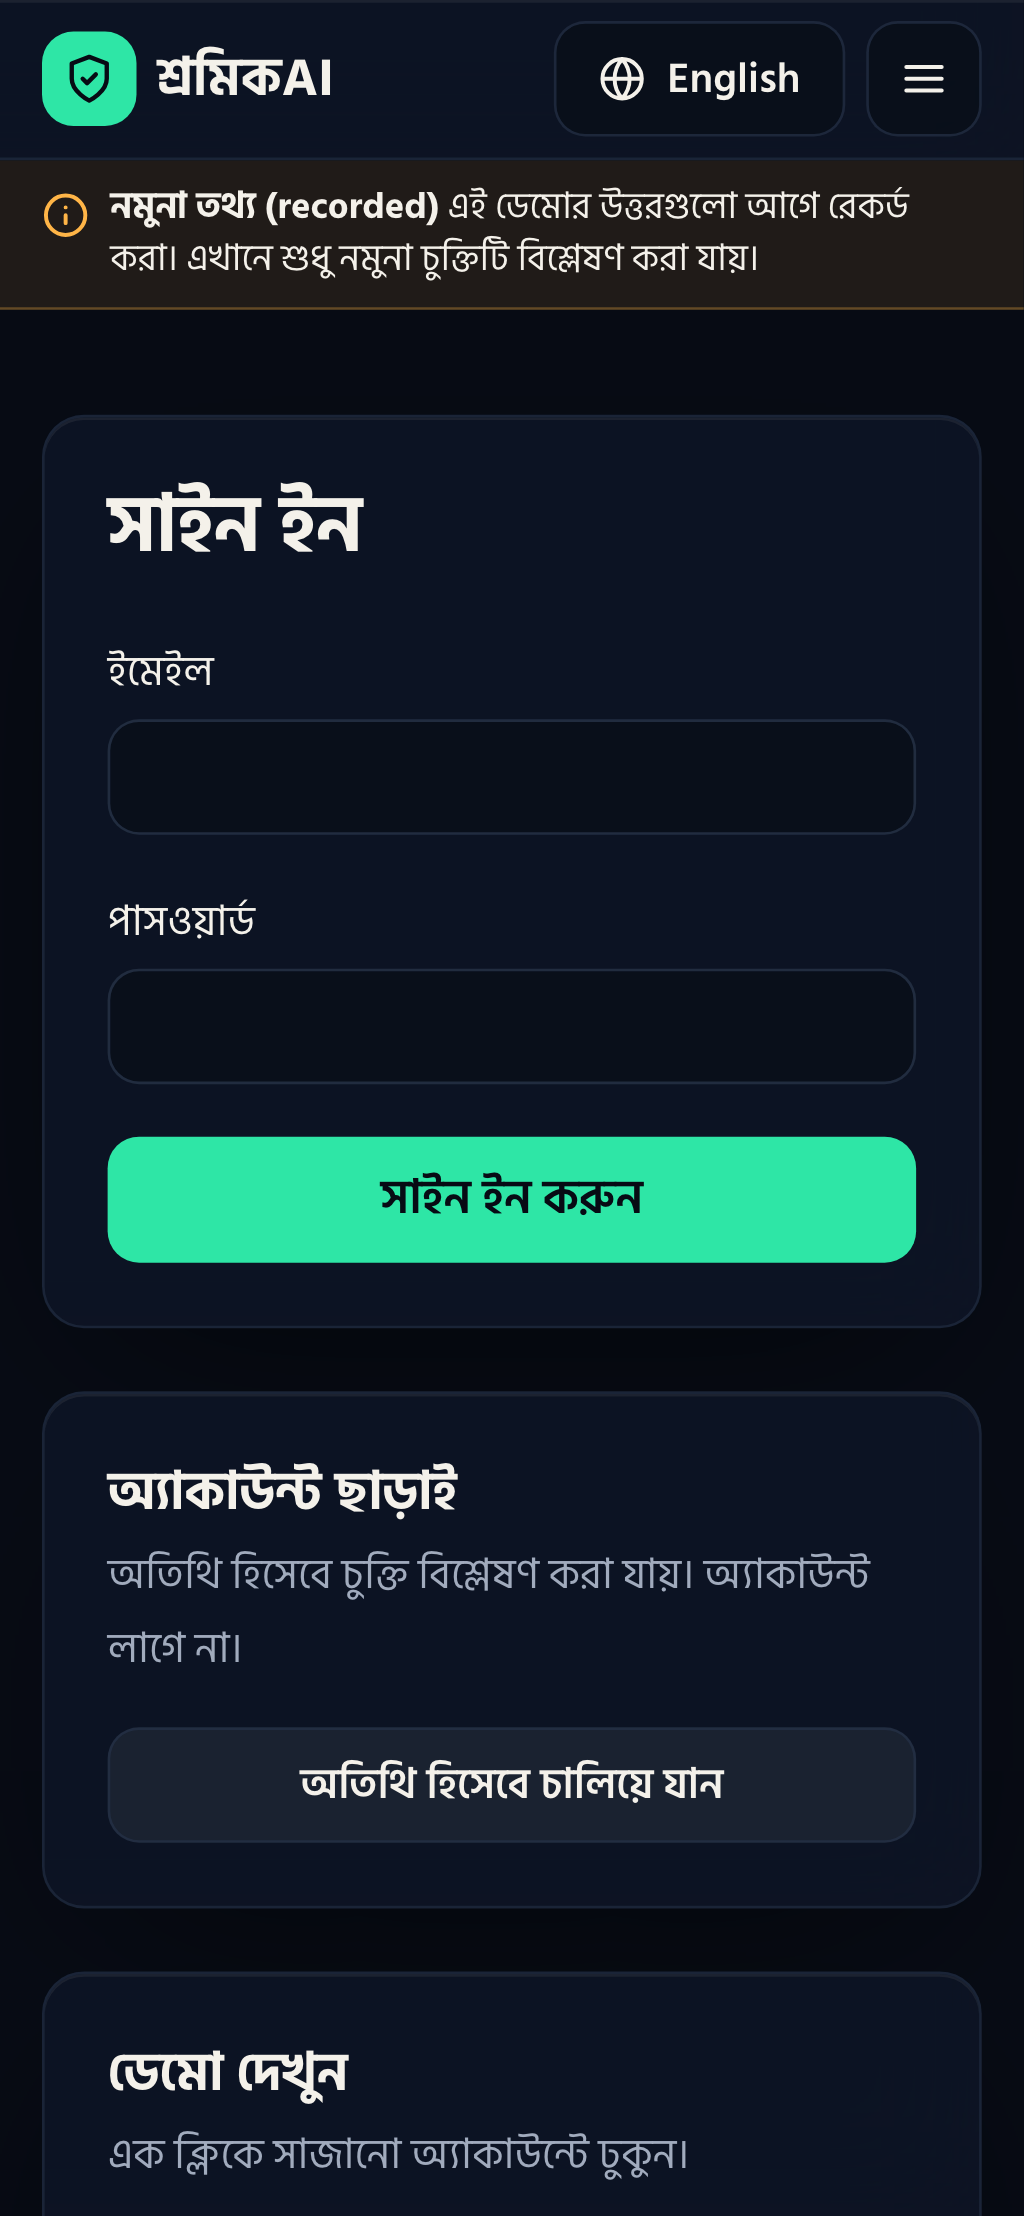 শ্রমিকAI
English
নমুনা তথ্য (recorded) এই ডেমোর উত্তরগুলো আগে রেকর্ড
করা। এখানে শুধু নমুনা চুক্তিটি বিশ্লেষণ করা যায়।
সাইন ইন
ইমেইল
পাসওয়ার্ড
সাইন ইন করুন
অ্যাকাউন্ট ছাড়াই
অতিথি হিসেবে চুক্তি বিশ্লেষণ করা যায়। অ্যাকাউন্ট
লাগে না।
অতিথি হিসেবে চালিয়ে যান
ডেমো দেখুন
এক ক্লিকে সাজানো অ্যাকাউন্টে ঢুকুন।